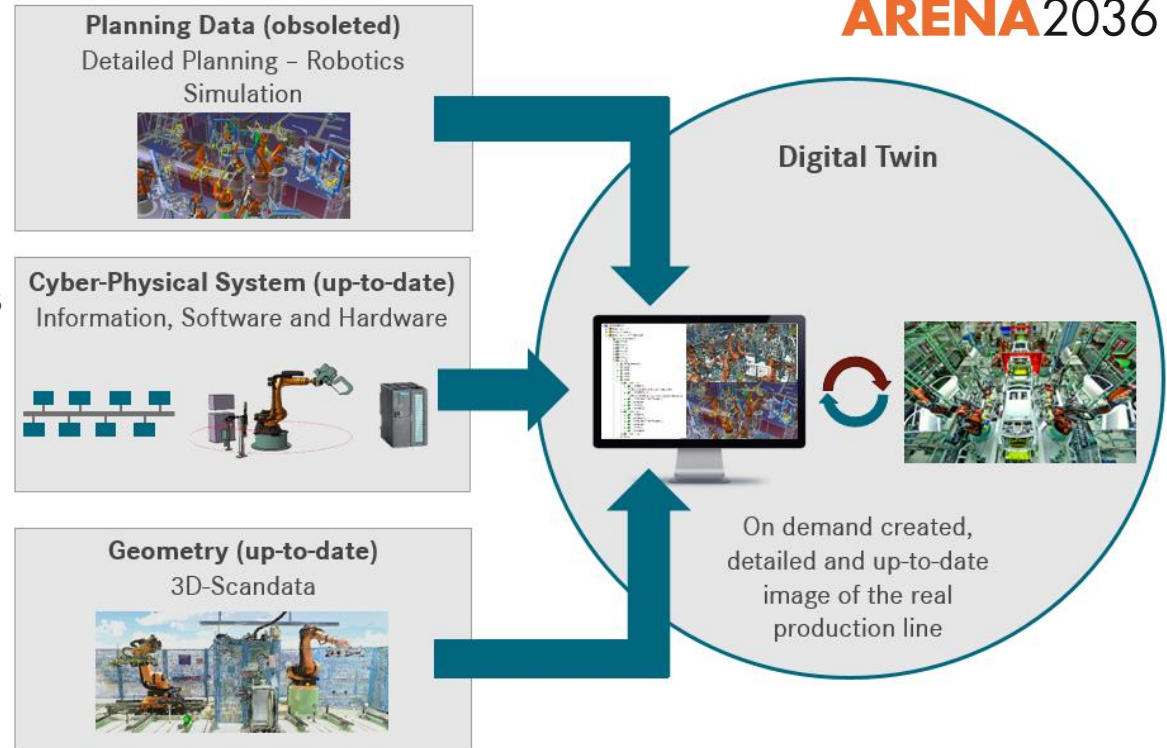 ARENA2036
Planning Data (obsoleted)
Detailed Planning – Robotics
Simulation
Cyber-Physical System (up-to-date)
Information, Software and Hardware
Geometry (up-to-date)
3D-Scandata
Digital Twin
On demand created,
detailed and up-to-date
image of the real
production line